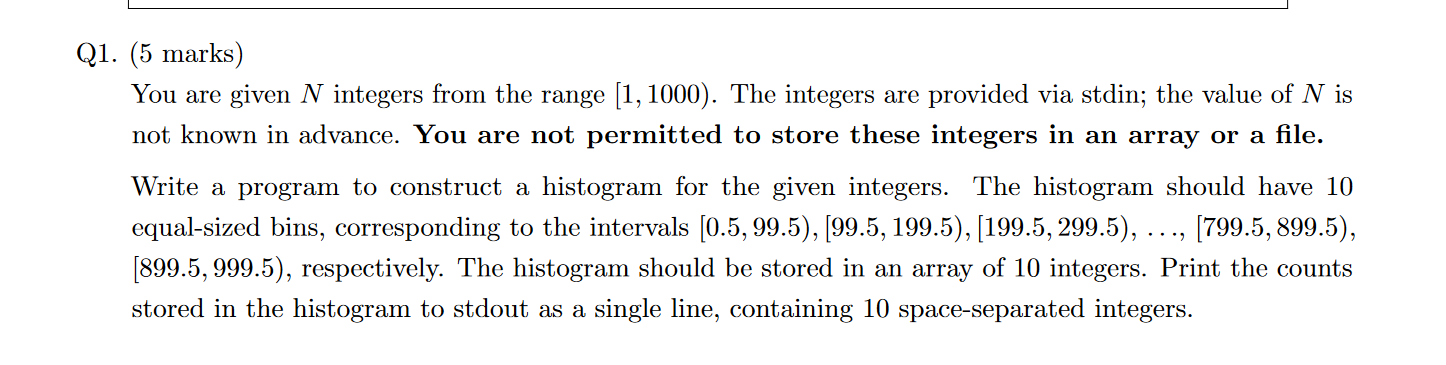 Q1. (5 marks)
You are given N integers from the range [1, 1000). The integers are provided via stdin; the value of N is
not known in advance. You are not permitted to store these integers in an array or a file.
Write a program to construct a histogram for the given integers. The histogram should have 10
equal-sized bins, corresponding to the intervals [0.5, 99.5), [99.5, 199.5), [199.5, 299.5), . . ., [799.5, 899.5),
[899.5, 999.5), respectively. The histogram should be stored in an array of 10 integers. Print the counts
stored in the histogram to stdout as a single line, containing 10 space-separated integers.